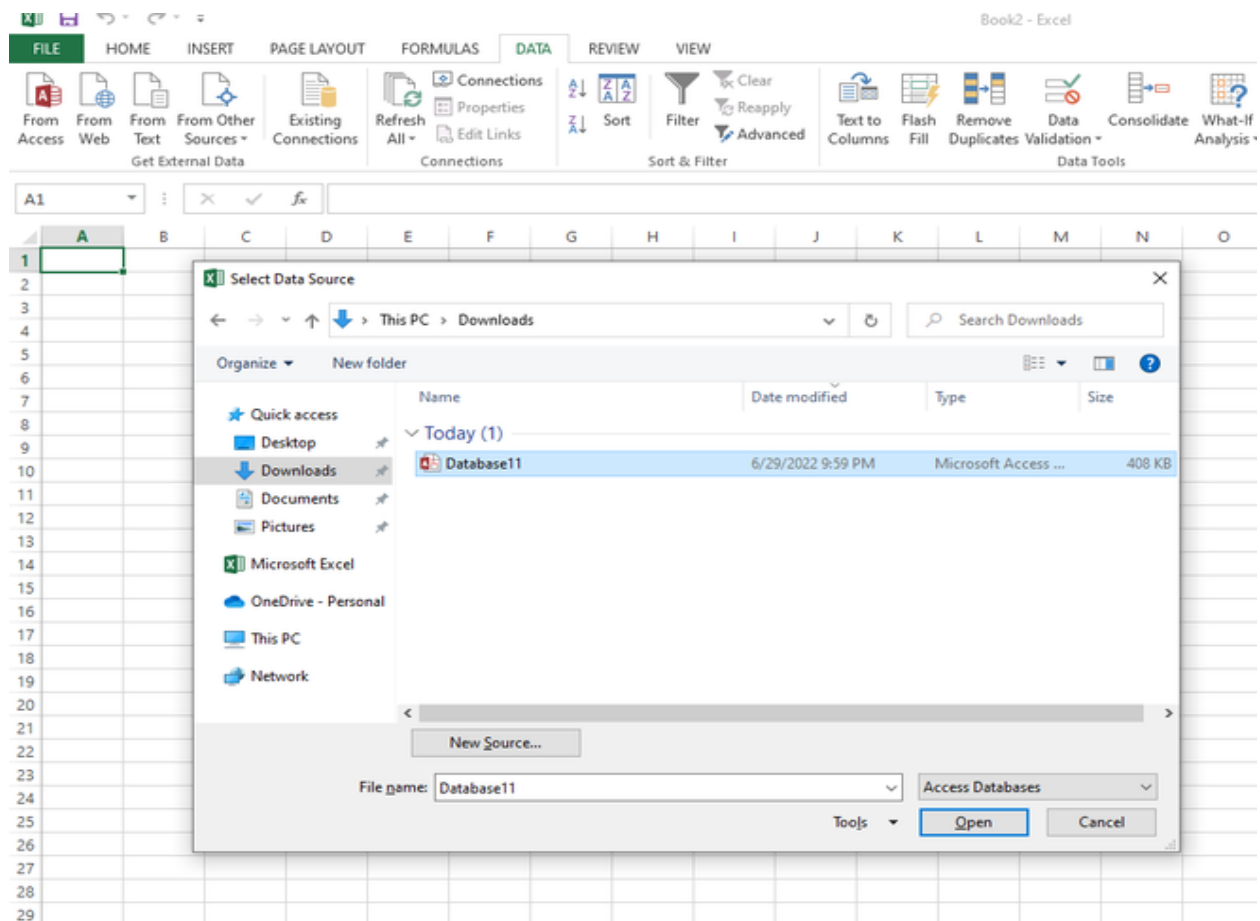 Book2 - Excel
FILE HOME INSERT PAGE LAYOUT FORMULAS DATA REVIEW VIEW
From Access
From Web
From Text
From Other Sources
Existing Connections
Refresh All
Connections
Properties
Edit Links
Sort
Filter
Clear
Reapply
Advanced
Text to Columns
Flash Fill
Remove Duplicates
Data Validation
Consolidate
What-If Analysis
Get External Data
Connections
Sort & Filter
Data Tools
A1
fx
A B C D E F G H I J K L M N O
1
2
3
4
5
6
7
8
9
10
11
12
13
14
15
16
17
18
19
20
21
22
23
24
25
26
27
28
29
Select Data Source
This PC > Downloads
Search Downloads
Organize New folder
Name Date modified Type Size
Quick access
Desktop
Downloads
Documents
Pictures
Microsoft Excel
OneDrive - Personal
This PC
Network
Today (1)
Database11 6/29/2022 9:59 PM Microsoft Access ... 408 KB
New Source...
File name: Database11 Access Databases
Tools Open Cancel